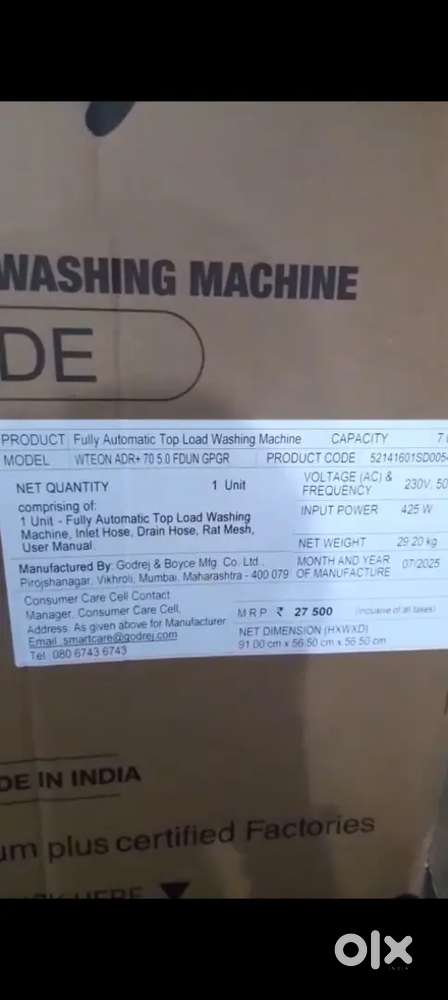 WASHING MACHINE
DE
PRODUCT Fully Automatic Top Load Washing Machine CAPACITY 7.
MODEL WTEON ADR+ 70 5.0 FDUN GPGR PRODUCT CODE 52141601SD005
NET QUANTITY 1 Unit VOLTAGE (AC) & FREQUENCY 230V, 50
comprising of:
1 Unit - Fully Automatic Top Load Washing
Machine, Inlet Hose, Drain Hose, Rat Mesh,
User Manual
INPUT POWER 425 W
NET WEIGHT 29.20 kg
Manufactured By: Godrej & Boyce Mfg. Co. Ltd.,
Pirojshanagar, Vikhroli, Mumbai, Maharashtra - 400 079
MONTH AND YEAR OF MANUFACTURE 07/2025
Consumer Care Cell Contact
Manager, Consumer Care Cell,
Address: As given above for Manufacturer
Email: smartcare@godrej.com
Tel: 080 6743 6743
M R P ₹ 27 500 (Inclusive of all taxes)
NET DIMENSION (HXWXD)
91.00 cm x 56.50 cm x 56.50 cm
DE IN INDIA
um plus certified Factories
HERE
olx
INDIA